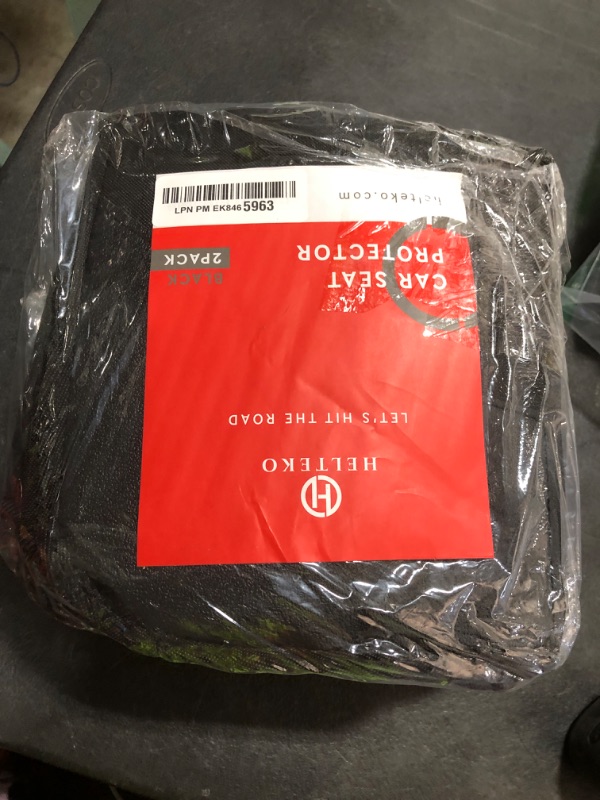 LPN PM EK8465963
HELTEKO
LET'S HIT THE ROAD
CAR SEAT
PROTECTOR
BLACK
2PACK
helteko.com